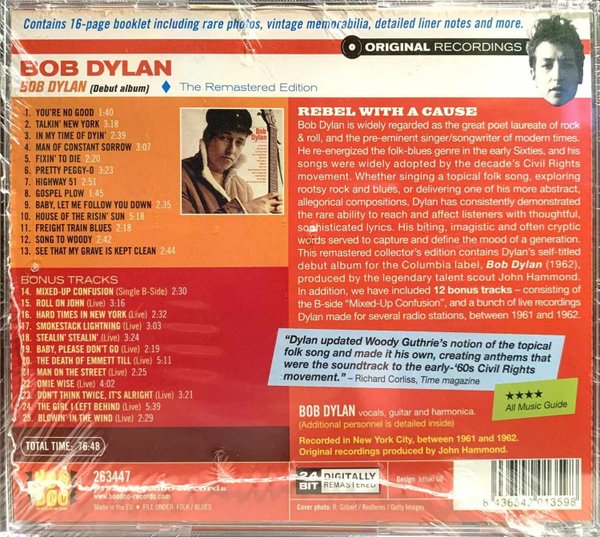 Contains 16-page booklet including rare photos, vintage memorabilia, detailed liner notes and more.
ORIGINAL RECORDINGS
BOB DYLAN
BOB DYLAN (Debut album) ♦ The Remastered Edition
1. YOU'RE NO GOOD 1:40
2. TALKIN' NEW YORK 3:18
3. IN MY TIME OF DYIN' 2:39
4. MAN OF CONSTANT SORROW 3:07
5. FIXIN' TO DIE 2:20
6. PRETTY PEGGY-O 3:21
7. HIGHWAY 51 2:51
8. GOSPEL PLOW 1:45
9. BABY, LET ME FOLLOW YOU DOWN 2:35
10. HOUSE OF THE RISIN' SUN 5:18
11. FREIGHT TRAIN BLUES 2:18
12. SONG TO WOODY 2:42
13. SEE THAT MY GRAVE IS KEPT CLEAN 2:44
BONUS TRACKS
14. MIXED-UP CONFUSION (Single B-Side) 2:30
15. ROLL ON JOHN (Live) 3:16
16. HARD TIMES IN NEW YORK (Live) 2:32
17. SMOKESTACK LIGHTNING (Live) 3:03
18. STEALIN' STEALIN' (Live) 3:24
19. BABY, PLEASE DON'T GO (Live) 2:19
20. THE DEATH OF EMMETT TILL (Live) 5:11
21. MAN ON THE STREET (Live) 2:25
22. OMIE WISE (Live) 4:02
23. DON'T THINK TWICE, IT'S ALRIGHT (Live) 3:21
24. THE GIRL I LEFT BEHIND (Live) 5:34
25. BLOWIN' IN THE WIND (Live) 2:29
TOTAL TIME: 76:48
Bob Dylan
REBEL WITH A CAUSE
Bob Dylan is widely regarded as the great poet laureate of rock
& roll, and the pre-eminent singer/songwriter of modern times.
He re-energized the folk-blues genre in the early Sixties, and his
songs were widely adopted by the decade's Civil Rights
movement. Whether singing a topical folk song, exploring
rootsy rock and blues, or delivering one of his more abstract,
allegorical compositions, Dylan has consistently demonstrated
the rare ability to reach and affect listeners with thoughtful,
sophisticated lyrics. His biting, imagistic and often cryptic
words served to capture and define the mood of a generation.
This remastered collector's edition contains Dylan's self-titled
debut album for the Columbia label, Bob Dylan (1962),
produced by the legendary talent scout John Hammond.
In addition, we have included 12 bonus tracks – consisting of
the B-side "Mixed-Up Confusion", and a bunch of live recordings
Dylan made for several radio stations, between 1961 and 1962.
"Dylan updated Woody Guthrie's notion of the topical
folk song and made it his own, creating anthems that
were the soundtrack to the early-'60s Civil Rights
movement." – Richard Corliss, Time magazine
★★★★
All Music Guide
BOB DYLAN vocals, guitar and harmonica.
(Additional personnel is detailed inside)
Recorded in New York City, between 1961 and 1962.
Original recordings produced by John Hammond.
263447
www.hoodoo-records.com
Made in the EU ♦ FILE UNDER: FOLK / BLUES
24 BIT DIGITALLY REMASTERED
Cover photo: R. Gilbert / Redferns / Getty Images
8 436542 013598